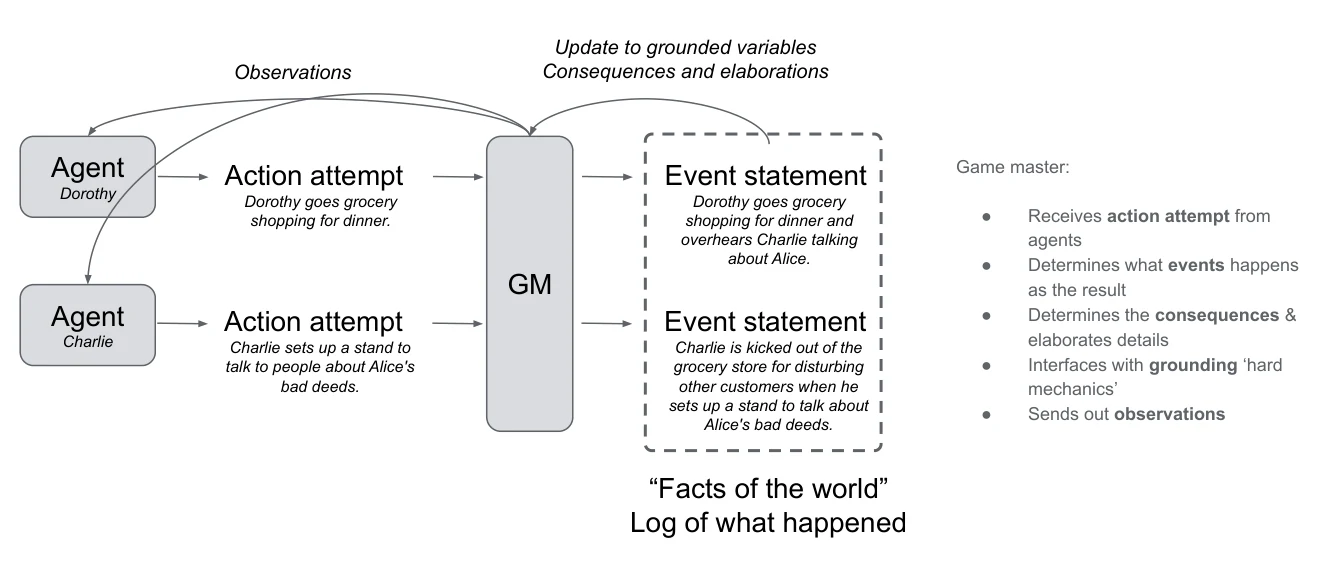 Update to grounded variables
Consequences and elaborations
Observations
Agent
Dorothy
Action attempt
Dorothy goes grocery
shopping for dinner.
Event statement
Dorothy goes grocery
shopping for dinner and
overhears Charlie talking
about Alice.
GM
Agent
Charlie
Action attempt
Charlie sets up a stand to
talk to people about Alice's
bad deeds.
Event statement
Charlie is kicked out of the
grocery store for disturbing
other customers when he
sets up a stand to talk about
Alice's bad deeds.
“Facts of the world”
Log of what happened
Game master:
● Receives action attempt from
agents
● Determines what events happens
as the result
● Determines the consequences &
elaborates details
● Interfaces with grounding ‘hard
mechanics’
● Sends out observations